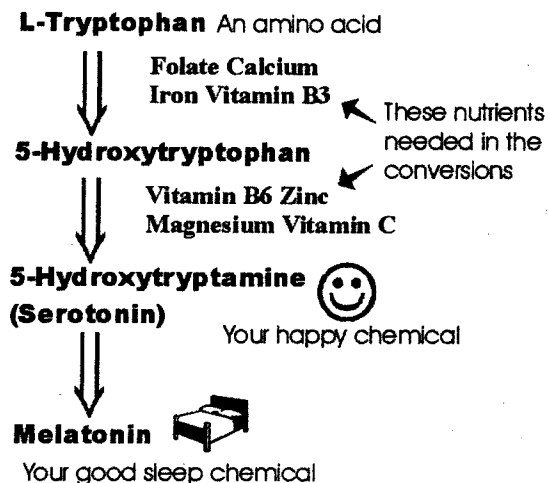 L-Tryptophan An amino acid
Folate Calcium
Iron Vitamin B3
These nutrients
needed in the
conversions
5-Hydroxytryptophan
Vitamin B6 Zinc
Magnesium Vitamin C
5-Hydroxytryptamine
(Serotonin)
Your happy chemical
Melatonin
Your good sleep chemical